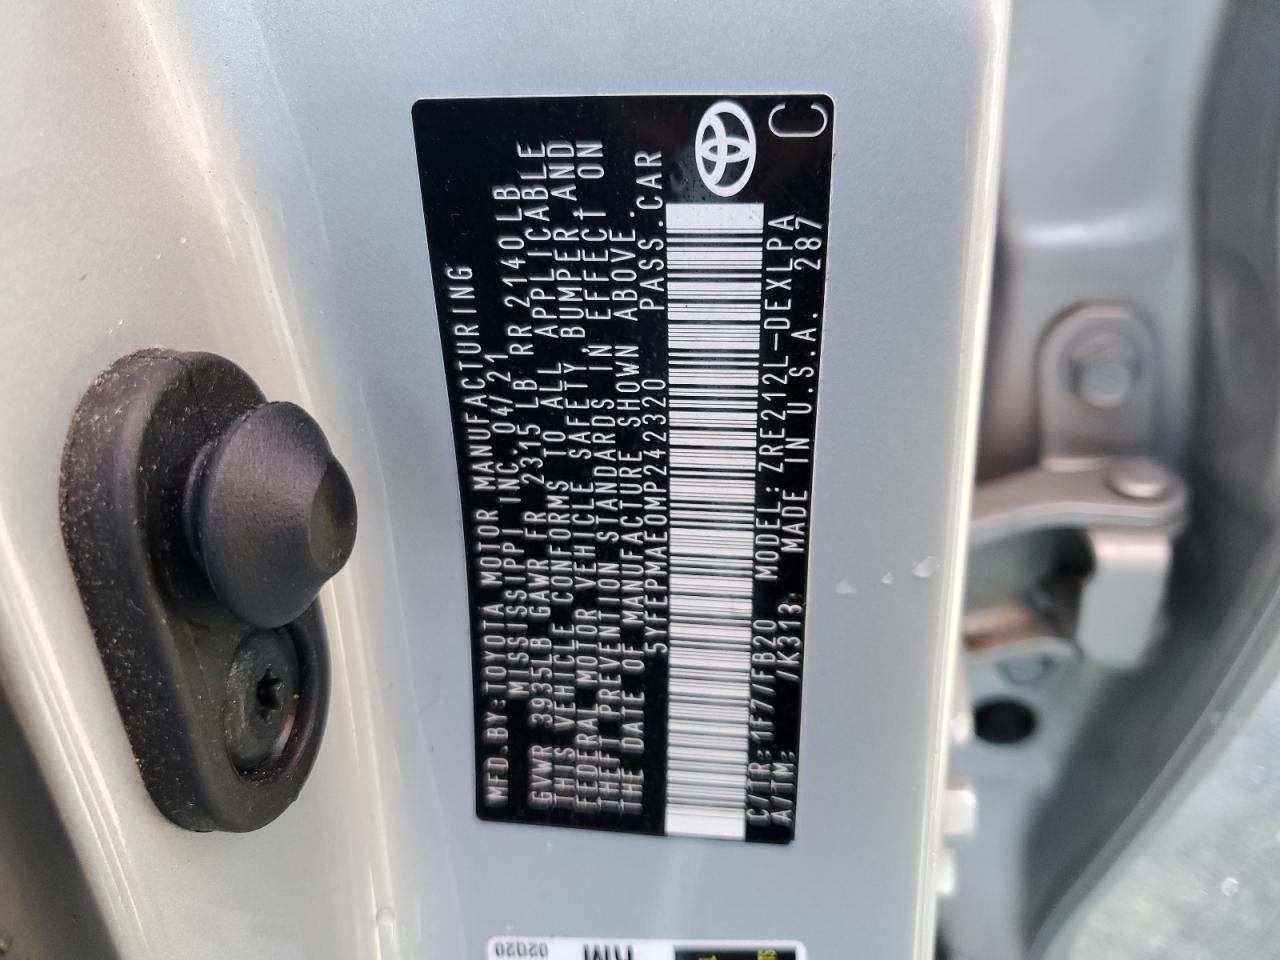 MFD.BY:TOYOTA MOTOR MANUFACTURING
MISSISSIPPI INC. 04/21
GVWR 3935LB GAWR FR 2315 LB RR 2140LB
THIS VEHICLE CONFORMS TO ALL APPLICABLE
FEDERAL MOTOR VEHICLE SAFETY, BUMPER, AND
THEFT PREVENTION STANDARDS IN EFFECT ON
THE DATE OF MANUFACTURE SHOWN ABOVE.
5YFEPMAE0MP242320 PASS.CAR
C/TR:1F7/FB20 MODEL:ZRE212L-DEXLPA
A/TM: /K313 MADE IN U.S.A. 287
C
02020